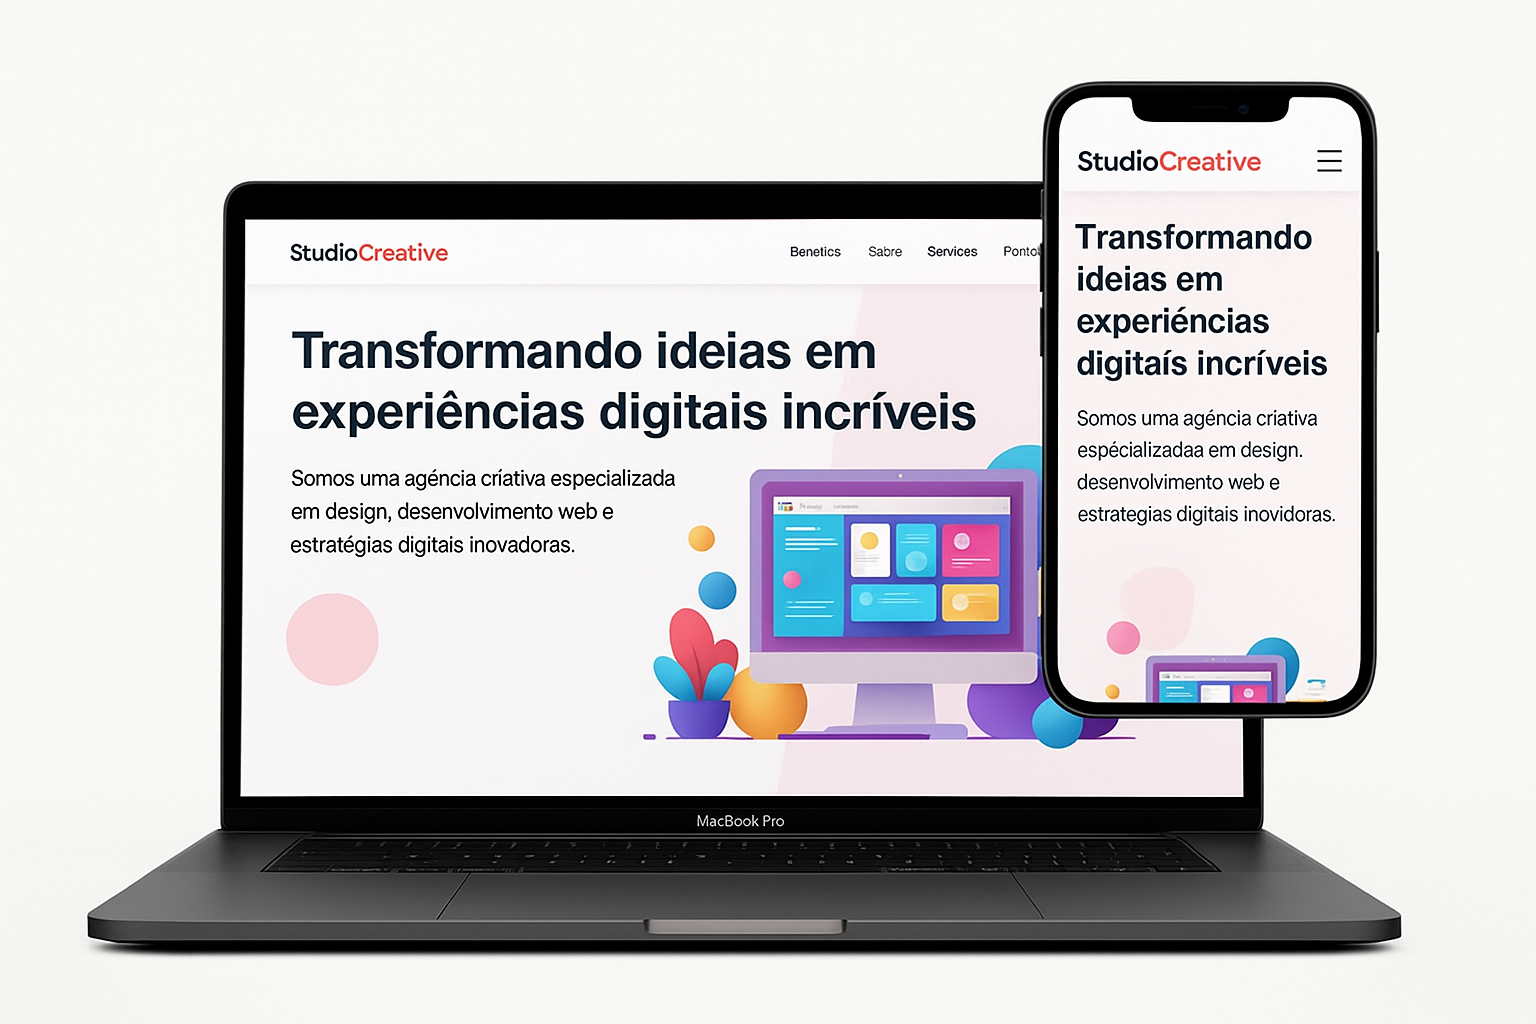 StudioCreative
Benetics Sabre Services
Transformando ideias em
experiências digitais incríveis
Somos uma agéncia críativa especializada
em design, desenvolvimento web e
estratégias digitais inovadoras.
MacBook Pro
StudioCreative
Transformando
ideias em
experiéncias
digitaís incríveis
Somos uma agéncia criativa
espécializadaa em design.
desenvolvimento web e
estrategias digitais inovidoras.